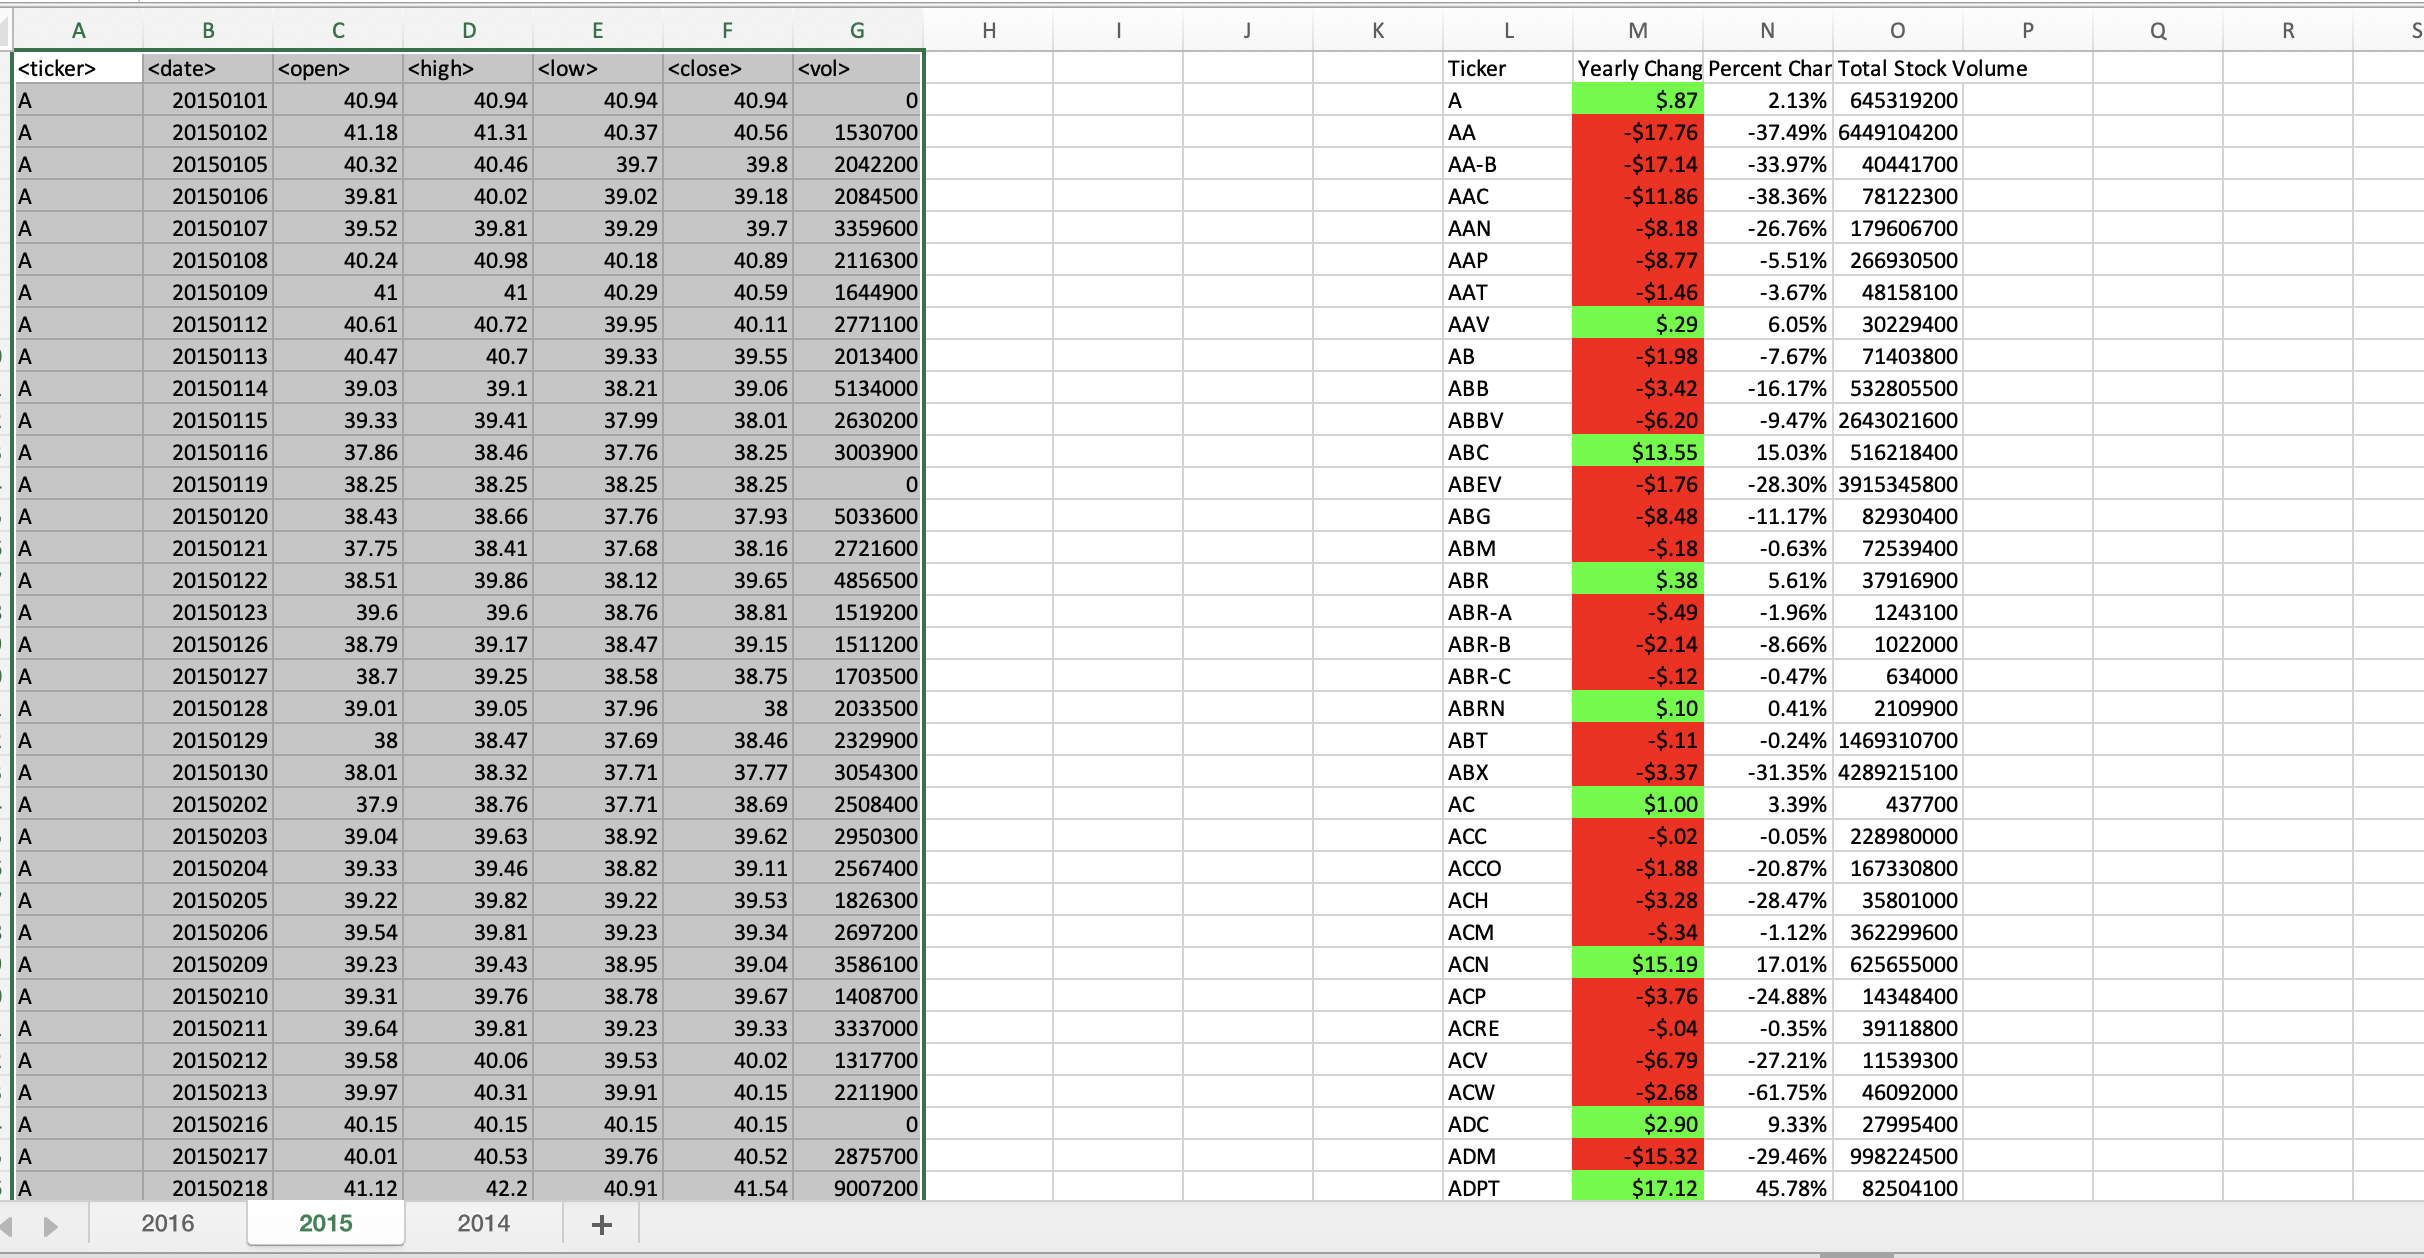 A B C D E F G H I J K L M N O P Q R S
<ticker> <date> <open> <high> <low> <close> <vol> Ticker Yearly Chang Percent Char Total Stock Volume
A 20150101 40.94 40.94 40.94 40.94 0 A $.87 2.13% 645319200
A 20150102 41.18 41.31 40.37 40.56 1530700 AA -$17.76 -37.49% 6449104200
A 20150105 40.32 40.46 39.7 39.8 2042200 AA-B -$17.14 -33.97% 40441700
A 20150106 39.81 40.02 39.02 39.18 2084500 AAC -$11.86 -38.36% 78122300
A 20150107 39.52 39.81 39.29 39.7 3359600 AAN -$8.18 -26.76% 179606700
A 20150108 40.24 40.98 40.18 40.89 2116300 AAP -$8.77 -5.51% 266930500
A 20150109 41 41 40.29 40.59 1644900 AAT -$1.46 -3.67% 48158100
A 20150112 40.61 40.72 39.95 40.11 2771100 AAV $.29 6.05% 30229400
A 20150113 40.47 40.7 39.33 39.55 2013400 AB -$1.98 -7.67% 71403800
A 20150114 39.03 39.1 38.21 39.06 5134000 ABB -$3.42 -16.17% 532805500
A 20150115 39.33 39.41 37.99 38.01 2630200 ABBV -$6.20 -9.47% 2643021600
A 20150116 37.86 38.46 37.76 38.25 3003900 ABC $13.55 15.03% 516218400
A 20150119 38.25 38.25 38.25 38.25 0 ABEV -$1.76 -28.30% 3915345800
A 20150120 38.43 38.66 37.76 37.93 5033600 ABG -$8.48 -11.17% 82930400
A 20150121 37.75 38.41 37.68 38.16 2721600 ABM -$.18 -0.63% 72539400
A 20150122 38.51 39.86 38.12 39.65 4856500 ABR $.38 5.61% 37916900
A 20150123 39.6 39.6 38.76 38.81 1519200 ABR-A -$.49 -1.96% 1243100
A 20150126 38.79 39.17 38.47 39.15 1511200 ABR-B -$2.14 -8.66% 1022000
A 20150127 38.7 39.25 38.58 38.75 1703500 ABR-C -$.12 -0.47% 634000
A 20150128 39.01 39.05 37.96 38 2033500 ABRN $.10 0.41% 2109900
A 20150129 38 38.47 37.69 38.46 2329900 ABT -$.11 -0.24% 1469310700
A 20150130 38.01 38.32 37.71 37.77 3054300 ABX -$3.37 -31.35% 4289215100
A 20150202 37.9 38.76 37.71 38.69 2508400 AC $1.00 3.39% 437700
A 20150203 39.04 39.63 38.92 39.62 2950300 ACC -$.02 -0.05% 228980000
A 20150204 39.33 39.46 38.82 39.11 2567400 ACCO -$1.88 -20.87% 167330800
A 20150205 39.22 39.82 39.22 39.53 1826300 ACH -$3.28 -28.47% 35801000
A 20150206 39.54 39.81 39.23 39.34 2697200 ACM -$.34 -1.12% 362299600
A 20150209 39.23 39.43 38.95 39.04 3586100 ACN $15.19 17.01% 625655000
A 20150210 39.31 39.76 38.78 39.67 1408700 ACP -$3.76 -24.88% 14348400
A 20150211 39.64 39.81 39.23 39.33 3337000 ACRE -$.04 -0.35% 39118800
A 20150212 39.58 40.06 39.53 40.02 1317700 ACV -$6.79 -27.21% 11539300
A 20150213 39.97 40.31 39.91 40.15 2211900 ACW -$2.68 -61.75% 46092000
A 20150216 40.15 40.15 40.15 40.15 0 ADC $2.90 9.33% 27995400
A 20150217 40.01 40.53 39.76 40.52 2875700 ADM -$15.32 -29.46% 998224500
A 20150218 41.12 42.2 40.91 41.54 9007200 ADPT $17.12 45.78% 82504100
2016 2015 2014 +